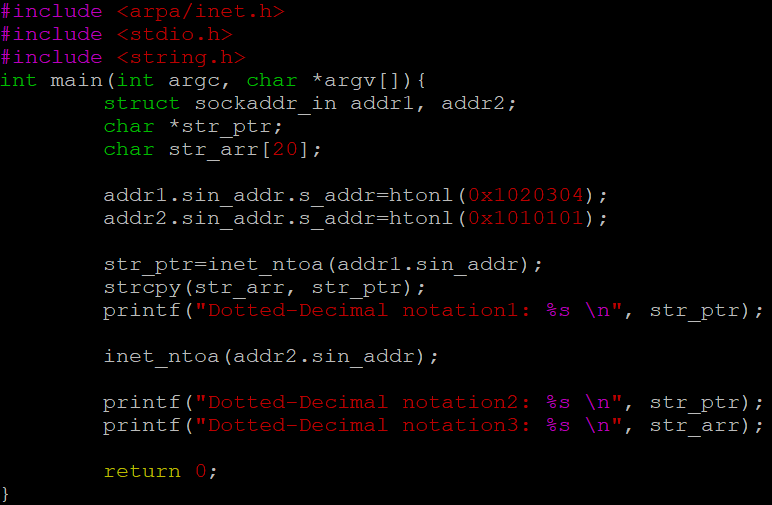 #include <arpa/inet.h>
#include <stdio.h>
#include <string.h>
int main(int argc, char *argv[]){
        struct sockaddr_in addr1, addr2;
        char *str_ptr;
        char str_arr[20];

        addr1.sin_addr.s_addr=htonl(0x1020304);
        addr2.sin_addr.s_addr=htonl(0x1010101);

        str_ptr=inet_ntoa(addr1.sin_addr);
        strcpy(str_arr, str_ptr);
        printf("Dotted-Decimal notation1: %s \n", str_ptr);

        inet_ntoa(addr2.sin_addr);

        printf("Dotted-Decimal notation2: %s \n", str_ptr);
        printf("Dotted-Decimal notation3: %s \n", str_arr);

        return 0;
}